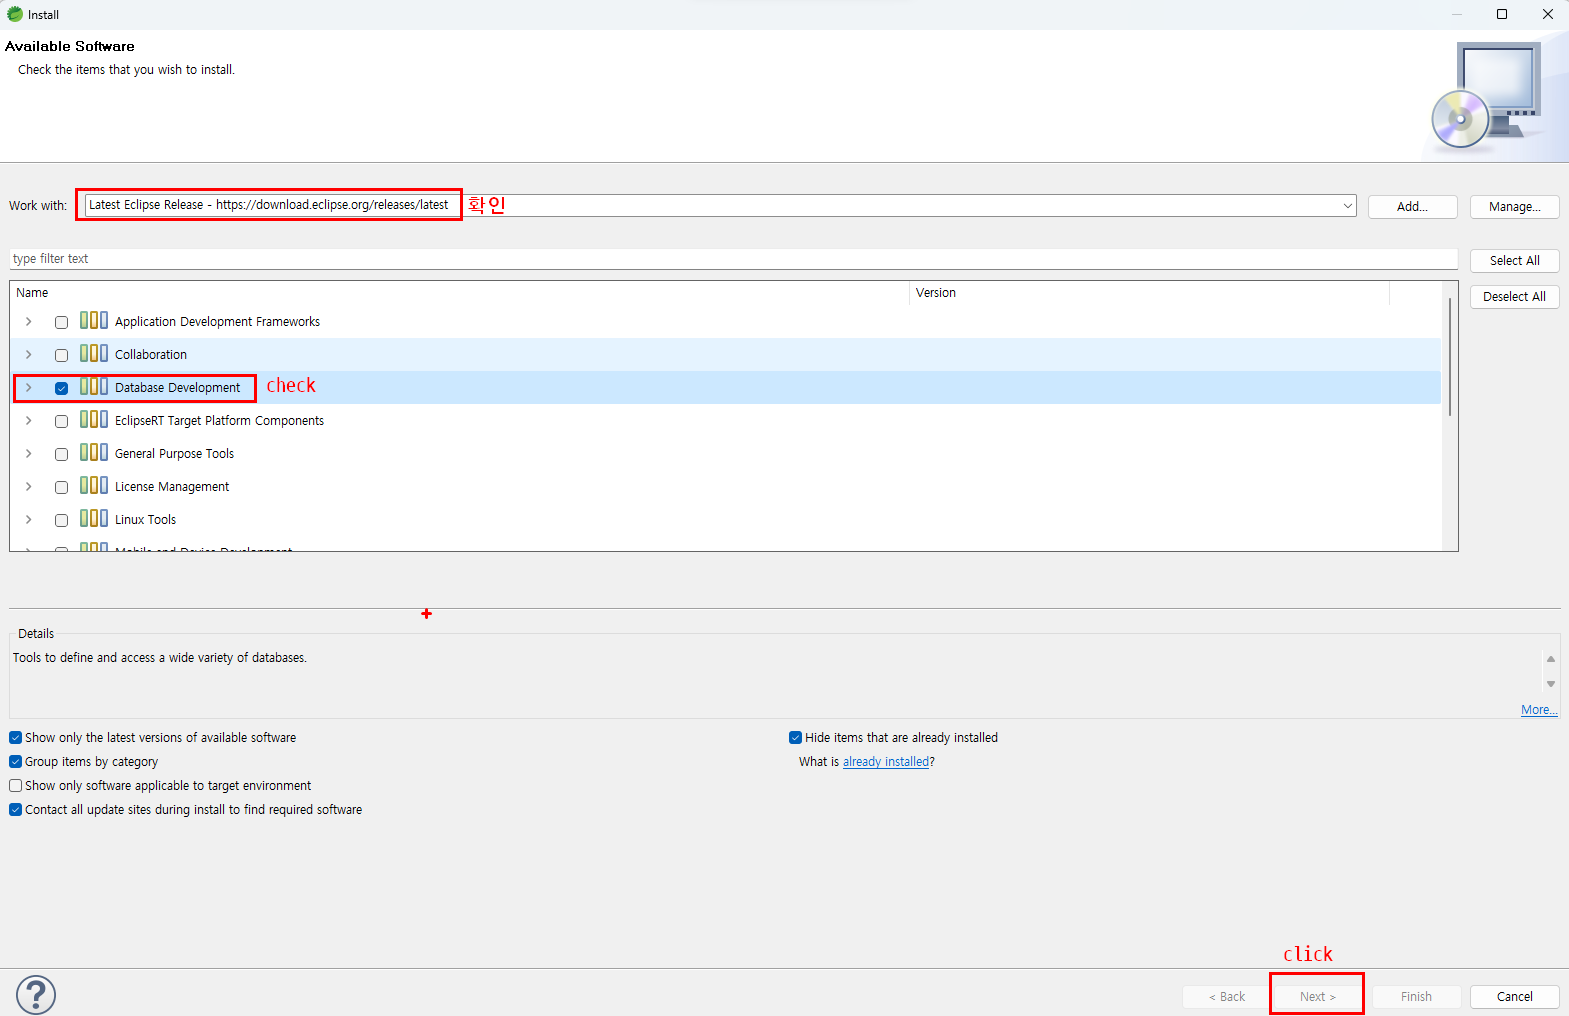 Install
Available Software
Check the items that you wish to install.
Work with: Latest Eclipse Release - https://download.eclipse.org/releases/latest 확인 Add... Manage...
type filter text Select All
Deselect All
Name Version
Application Development Frameworks
Collaboration
Database Development check
EclipseRT Target Platform Components
General Purpose Tools
License Management
Linux Tools
Mobile and Device Development
Details
Tools to define and access a wide variety of databases.
More...
Show only the latest versions of available software Hide items that are already installed
Group items by category What is already installed?
Show only software applicable to target environment
Contact all update sites during install to find required software
click
? < Back Next > Finish Cancel